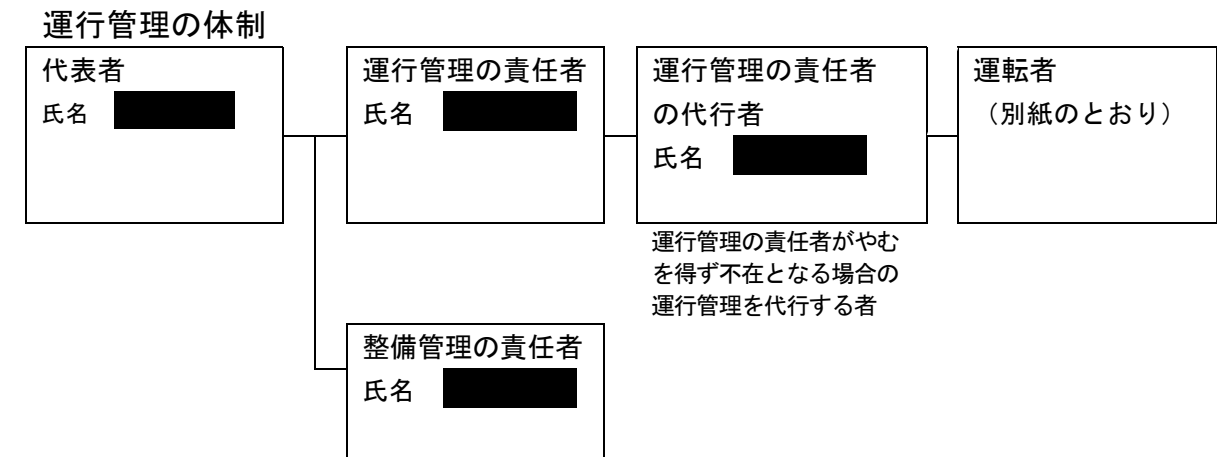 運行管理の体制
代表者
氏名
運行管理の責任者
氏名
運行管理の責任者
の代行者
氏名
運転者
（別紙のとおり）
運行管理の責任者がやむ
を得ず不在となる場合の
運行管理を代行する者
整備管理の責任者
氏名